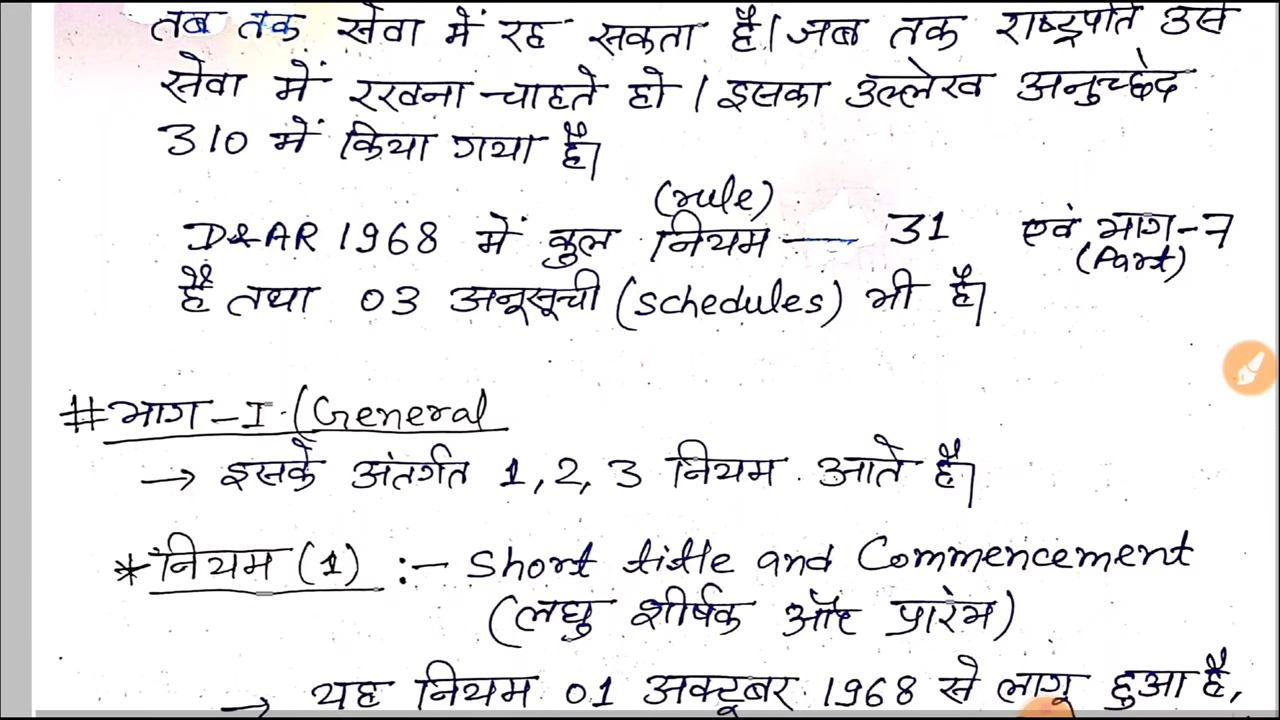 तब तक सेवा में रह सकता है। जब तक राष्ट्रपति उसे
सेवा में रखना चाहते हो। इसका उल्लेख अनुच्छेद
310 में किया गया है।
(rule)
D&AR 1968 में कुल नियम — 31 एवं भाग-7
(Part)
हैं तथा 03 अनूसूची (schedules) भी है।
# भाग-I. (General
→ इसके अंतर्गत 1, 2, 3 नियम आते है।
* नियम (1) :- Short title and Commencement
(लघु शीर्षक और प्रारंभ)
→ यह नियम 01 अक्टूबर 1968 से लागू हुआ है,